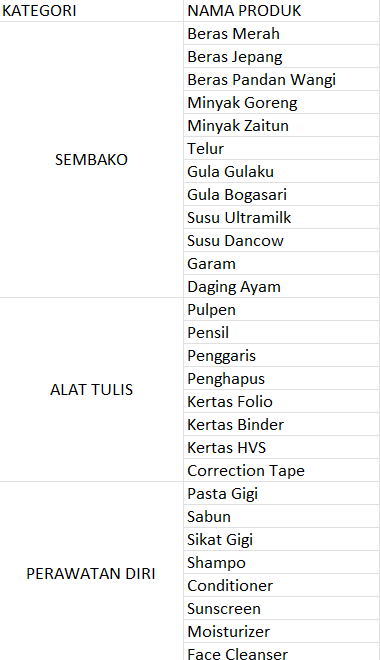 KATEGORI NAMA PRODUK
SEMBAKO
Beras Merah
Beras Jepang
Beras Pandan Wangi
Minyak Goreng
Minyak Zaitun
Telur
Gula Gulaku
Gula Bogasari
Susu Ultramilk
Susu Dancow
Garam
Daging Ayam
ALAT TULIS
Pulpen
Pensil
Penggaris
Penghapus
Kertas Folio
Kertas Binder
Kertas HVS
Correction Tape
PERAWATAN DIRI
Pasta Gigi
Sabun
Sikat Gigi
Shampo
Conditioner
Sunscreen
Moisturizer
Face Cleanser